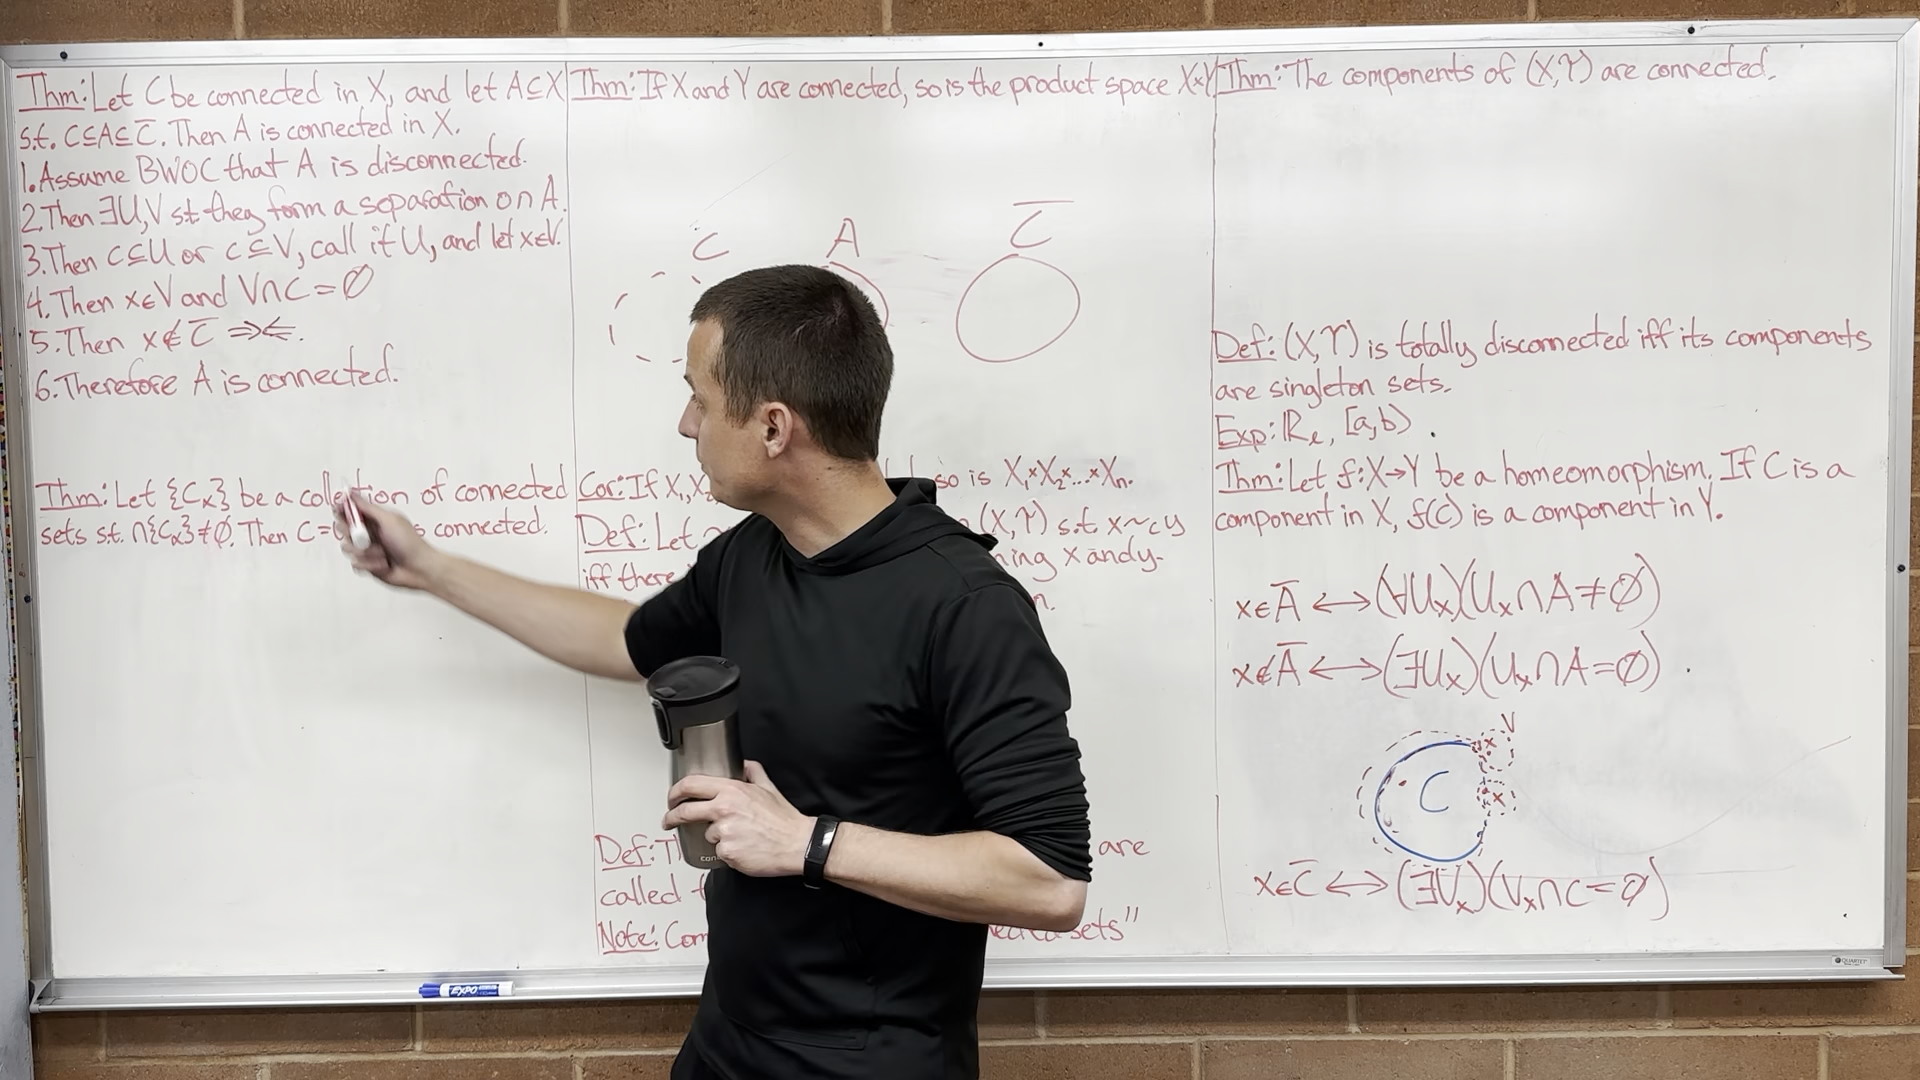 Thm: Let C be connected in X, and let A⊆X
s.t. C⊆A⊆C̅. Then A is connected in X.
1. Assume BWOC that A is disconnected.
2. Then ∃U,V st they form a separation on A.
3. Then C⊆U or C⊆V, call it U, and let x∈V.
4. Then x∈V and V∩C=∅
5. Then x∉C̅ ⇒⇐.
6. Therefore A is connected.
Thm: Let {Cα} be a collection of connected
sets s.t. ∩{Cα}≠∅. Then C= connected.
Thm: If X and Y are connected, so is the product space X×Y
C A C̅
Cor: If X₁, so is X₁×X₂×...×Xₙ.
Def: Let (X,Υ) s.t x~cy
iff there x and y.
Def: are
called
Note: sets"
Thm: The components of (X,Υ) are connected.
Def: (X,Υ) is totally disconnected iff its components
are singleton sets.
Exp: ℝℓ, [a,b).
Thm: Let f:X→Y be a homeomorphism. If C is a
component in X, f(C) is a component in Y.
x∈A̅ ⟷ (∀Uₓ)(Uₓ∩A≠∅)
x∉A̅ ⟷ (∃Uₓ)(Uₓ∩A=∅)
V
x
C
x
x∈C̅ ⟷ (∃Vₓ)(Vₓ∩C=∅)
QUARTET
EXPO